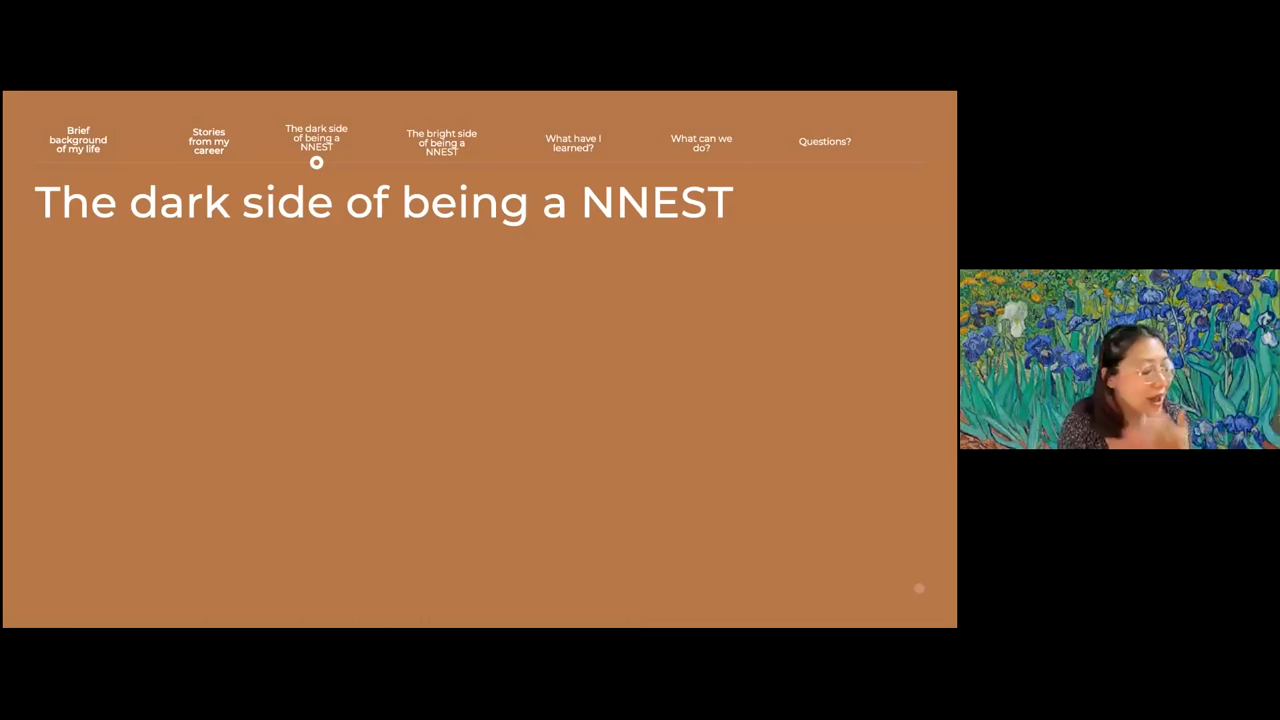 Brief
background
of my life
Stories
from my
career
The dark side
of being a
NNEST
The bright side
of being a
NNEST
What have I
learned?
What can we
do?
Questions?
The dark side of being a NNEST